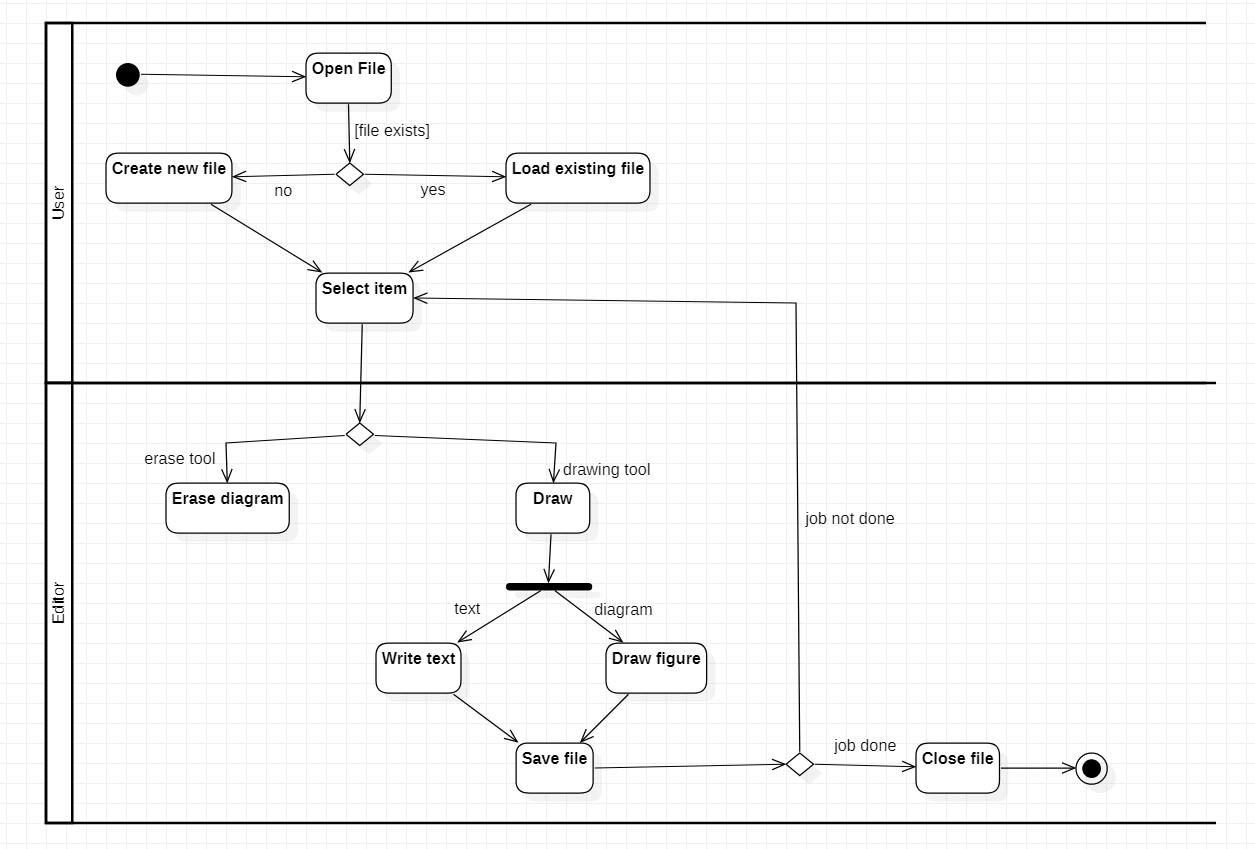 User
Open File
[file exists]
Create new file
Load existing file
no
yes
Select item
Editor
erase tool
drawing tool
Erase diagram
Draw
job not done
text
diagram
Write text
Draw figure
job done
Save file
Close file